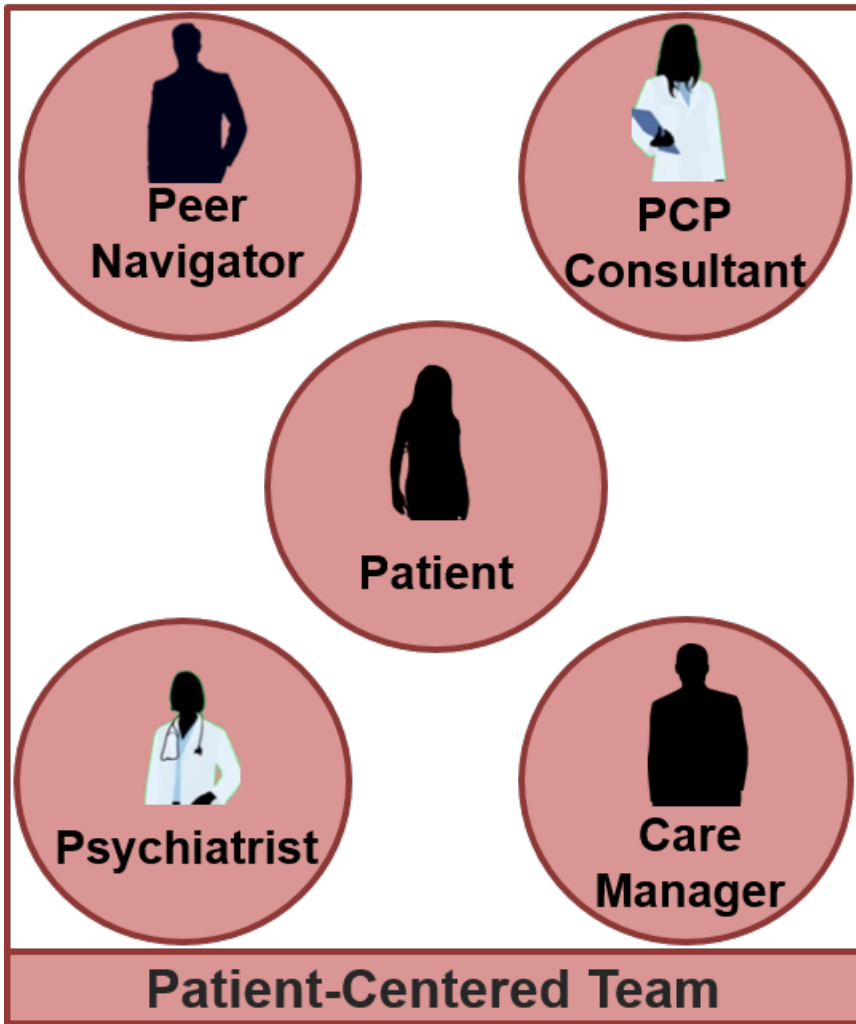 Peer
Navigator
PCP
Consultant
Patient
Psychiatrist
Care
Manager
Patient-Centered Team